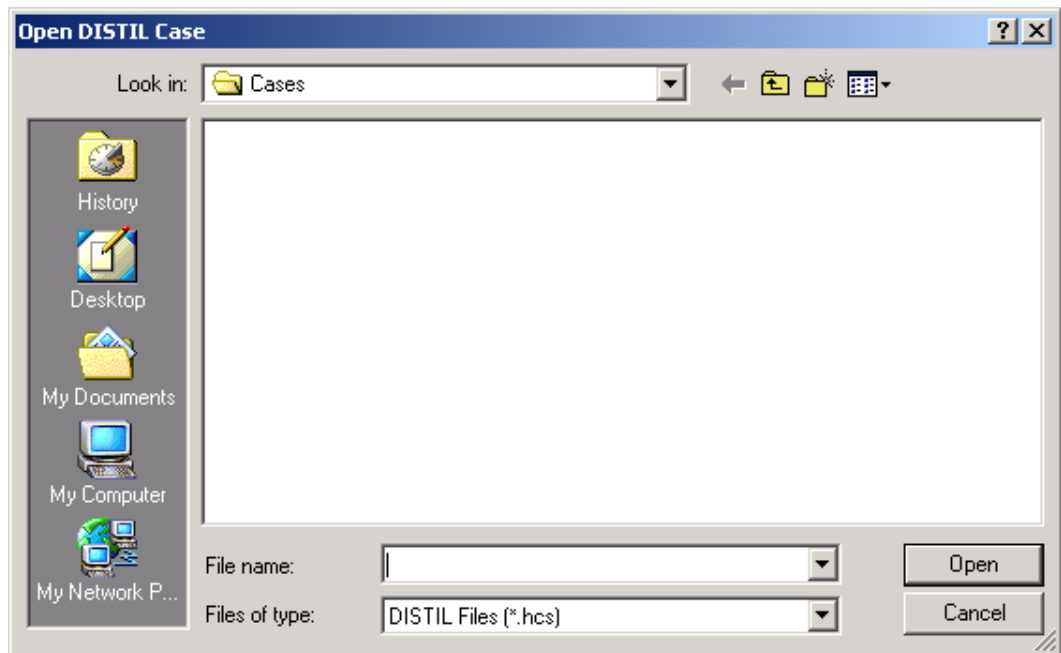 Open DISTIL Case
Look in: Cases
History
Desktop
My Documents
My Computer
My Network P...
File name:
Open
Files of type: DISTIL Files (*.hcs)
Cancel